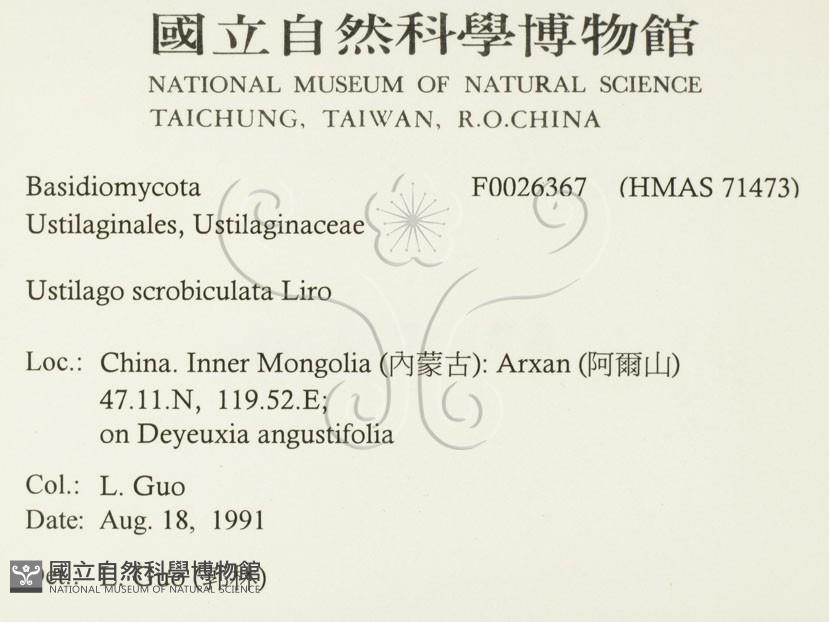 國立自然科學博物館
NATIONAL MUSEUM OF NATURAL SCIENCE
TAICHUNG, TAIWAN, R.O.CHINA
Basidiomycota F0026367 (HMAS 71473)
Ustilaginales, Ustilaginaceae
Ustilago scrobiculata Liro
Loc.: China. Inner Mongolia (內蒙古): Arxan (阿爾山)
47.11.N, 119.52.E;
on Deyeuxia angustifolia
Col.: L. Guo
Date: Aug. 18, 1991
L. Guo
國立自然科學博物館
NATIONAL MUSEUM OF NATURAL SCIENCE